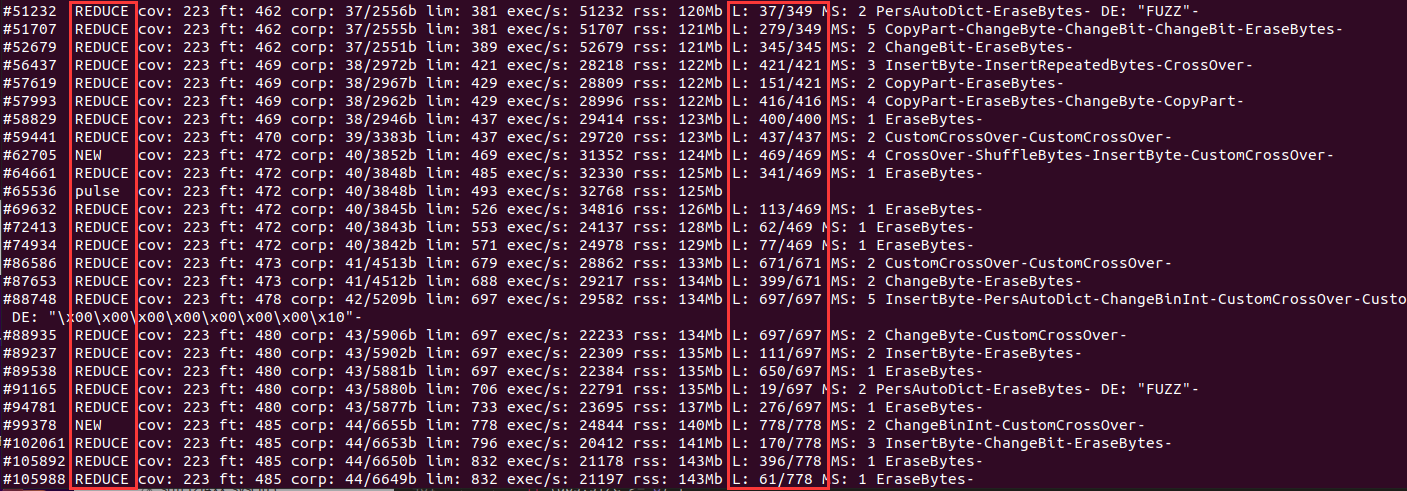 #51232 REDUCE cov: 223 ft: 462 corp: 37/2556b lim: 381 exec/s: 51232 rss: 120Mb L: 37/349 MS: 2 PersAutoDict-EraseBytes- DE: "FUZZ"-
#51707 REDUCE cov: 223 ft: 462 corp: 37/2555b lim: 381 exec/s: 51707 rss: 121Mb L: 279/349 MS: 5 CopyPart-ChangeByte-ChangeBit-ChangeBit-EraseBytes-
#52679 REDUCE cov: 223 ft: 462 corp: 37/2551b lim: 389 exec/s: 52679 rss: 121Mb L: 345/345 MS: 2 ChangeBit-EraseBytes-
#56437 REDUCE cov: 223 ft: 469 corp: 38/2972b lim: 421 exec/s: 28218 rss: 122Mb L: 421/421 MS: 3 InsertByte-InsertRepeatedBytes-CrossOver-
#57619 REDUCE cov: 223 ft: 469 corp: 38/2967b lim: 429 exec/s: 28809 rss: 122Mb L: 151/421 MS: 2 CopyPart-EraseBytes-
#57993 REDUCE cov: 223 ft: 469 corp: 38/2962b lim: 429 exec/s: 28996 rss: 122Mb L: 416/416 MS: 4 CopyPart-EraseBytes-ChangeByte-CopyPart-
#58829 REDUCE cov: 223 ft: 469 corp: 38/2946b lim: 437 exec/s: 29414 rss: 123Mb L: 400/400 MS: 1 EraseBytes-
#59441 REDUCE cov: 223 ft: 470 corp: 39/3383b lim: 437 exec/s: 29720 rss: 123Mb L: 437/437 MS: 2 CustomCrossOver-CustomCrossOver-
#62705 NEW cov: 223 ft: 472 corp: 40/3852b lim: 469 exec/s: 31352 rss: 124Mb L: 469/469 MS: 4 CrossOver-ShuffleBytes-InsertByte-CustomCrossOver-
#64661 REDUCE cov: 223 ft: 472 corp: 40/3848b lim: 485 exec/s: 32330 rss: 125Mb L: 341/469 MS: 1 EraseBytes-
#65536 pulse cov: 223 ft: 472 corp: 40/3848b lim: 493 exec/s: 32768 rss: 125Mb
#69632 REDUCE cov: 223 ft: 472 corp: 40/3845b lim: 526 exec/s: 34816 rss: 126Mb L: 113/469 MS: 1 EraseBytes-
#72413 REDUCE cov: 223 ft: 472 corp: 40/3843b lim: 553 exec/s: 24137 rss: 128Mb L: 62/469 MS: 1 EraseBytes-
#74934 REDUCE cov: 223 ft: 472 corp: 40/3842b lim: 571 exec/s: 24978 rss: 129Mb L: 77/469 MS: 1 EraseBytes-
#86586 REDUCE cov: 223 ft: 473 corp: 41/4513b lim: 679 exec/s: 28862 rss: 133Mb L: 671/671 MS: 2 CustomCrossOver-CustomCrossOver-
#87653 REDUCE cov: 223 ft: 473 corp: 41/4512b lim: 688 exec/s: 29217 rss: 134Mb L: 399/671 MS: 2 ChangeByte-EraseBytes-
#88748 REDUCE cov: 223 ft: 478 corp: 42/5209b lim: 697 exec/s: 29582 rss: 134Mb L: 697/697 MS: 5 InsertByte-PersAutoDict-ChangeBinInt-CustomCrossOver-Custo
DE: "\x00\x00\x00\x00\x00\x00\x00\x10"-
#88935 REDUCE cov: 223 ft: 480 corp: 43/5906b lim: 697 exec/s: 22233 rss: 134Mb L: 697/697 MS: 2 ChangeByte-CustomCrossOver-
#89237 REDUCE cov: 223 ft: 480 corp: 43/5902b lim: 697 exec/s: 22309 rss: 135Mb L: 111/697 MS: 2 InsertByte-EraseBytes-
#89538 REDUCE cov: 223 ft: 480 corp: 43/5881b lim: 697 exec/s: 22384 rss: 135Mb L: 650/697 MS: 1 EraseBytes-
#91165 REDUCE cov: 223 ft: 480 corp: 43/5880b lim: 706 exec/s: 22791 rss: 135Mb L: 19/697 MS: 2 PersAutoDict-EraseBytes- DE: "FUZZ"-
#94781 REDUCE cov: 223 ft: 480 corp: 43/5877b lim: 733 exec/s: 23695 rss: 137Mb L: 276/697 MS: 1 EraseBytes-
#99378 NEW cov: 223 ft: 485 corp: 44/6655b lim: 778 exec/s: 24844 rss: 140Mb L: 778/778 MS: 2 ChangeBinInt-CustomCrossOver-
#102061 REDUCE cov: 223 ft: 485 corp: 44/6653b lim: 796 exec/s: 20412 rss: 141Mb L: 170/778 MS: 3 InsertByte-ChangeBit-EraseBytes-
#105892 REDUCE cov: 223 ft: 485 corp: 44/6650b lim: 832 exec/s: 21178 rss: 143Mb L: 396/778 MS: 1 EraseBytes-
#105988 REDUCE cov: 223 ft: 485 corp: 44/6649b lim: 832 exec/s: 21197 rss: 143Mb L: 61/778 MS: 1 EraseBytes-